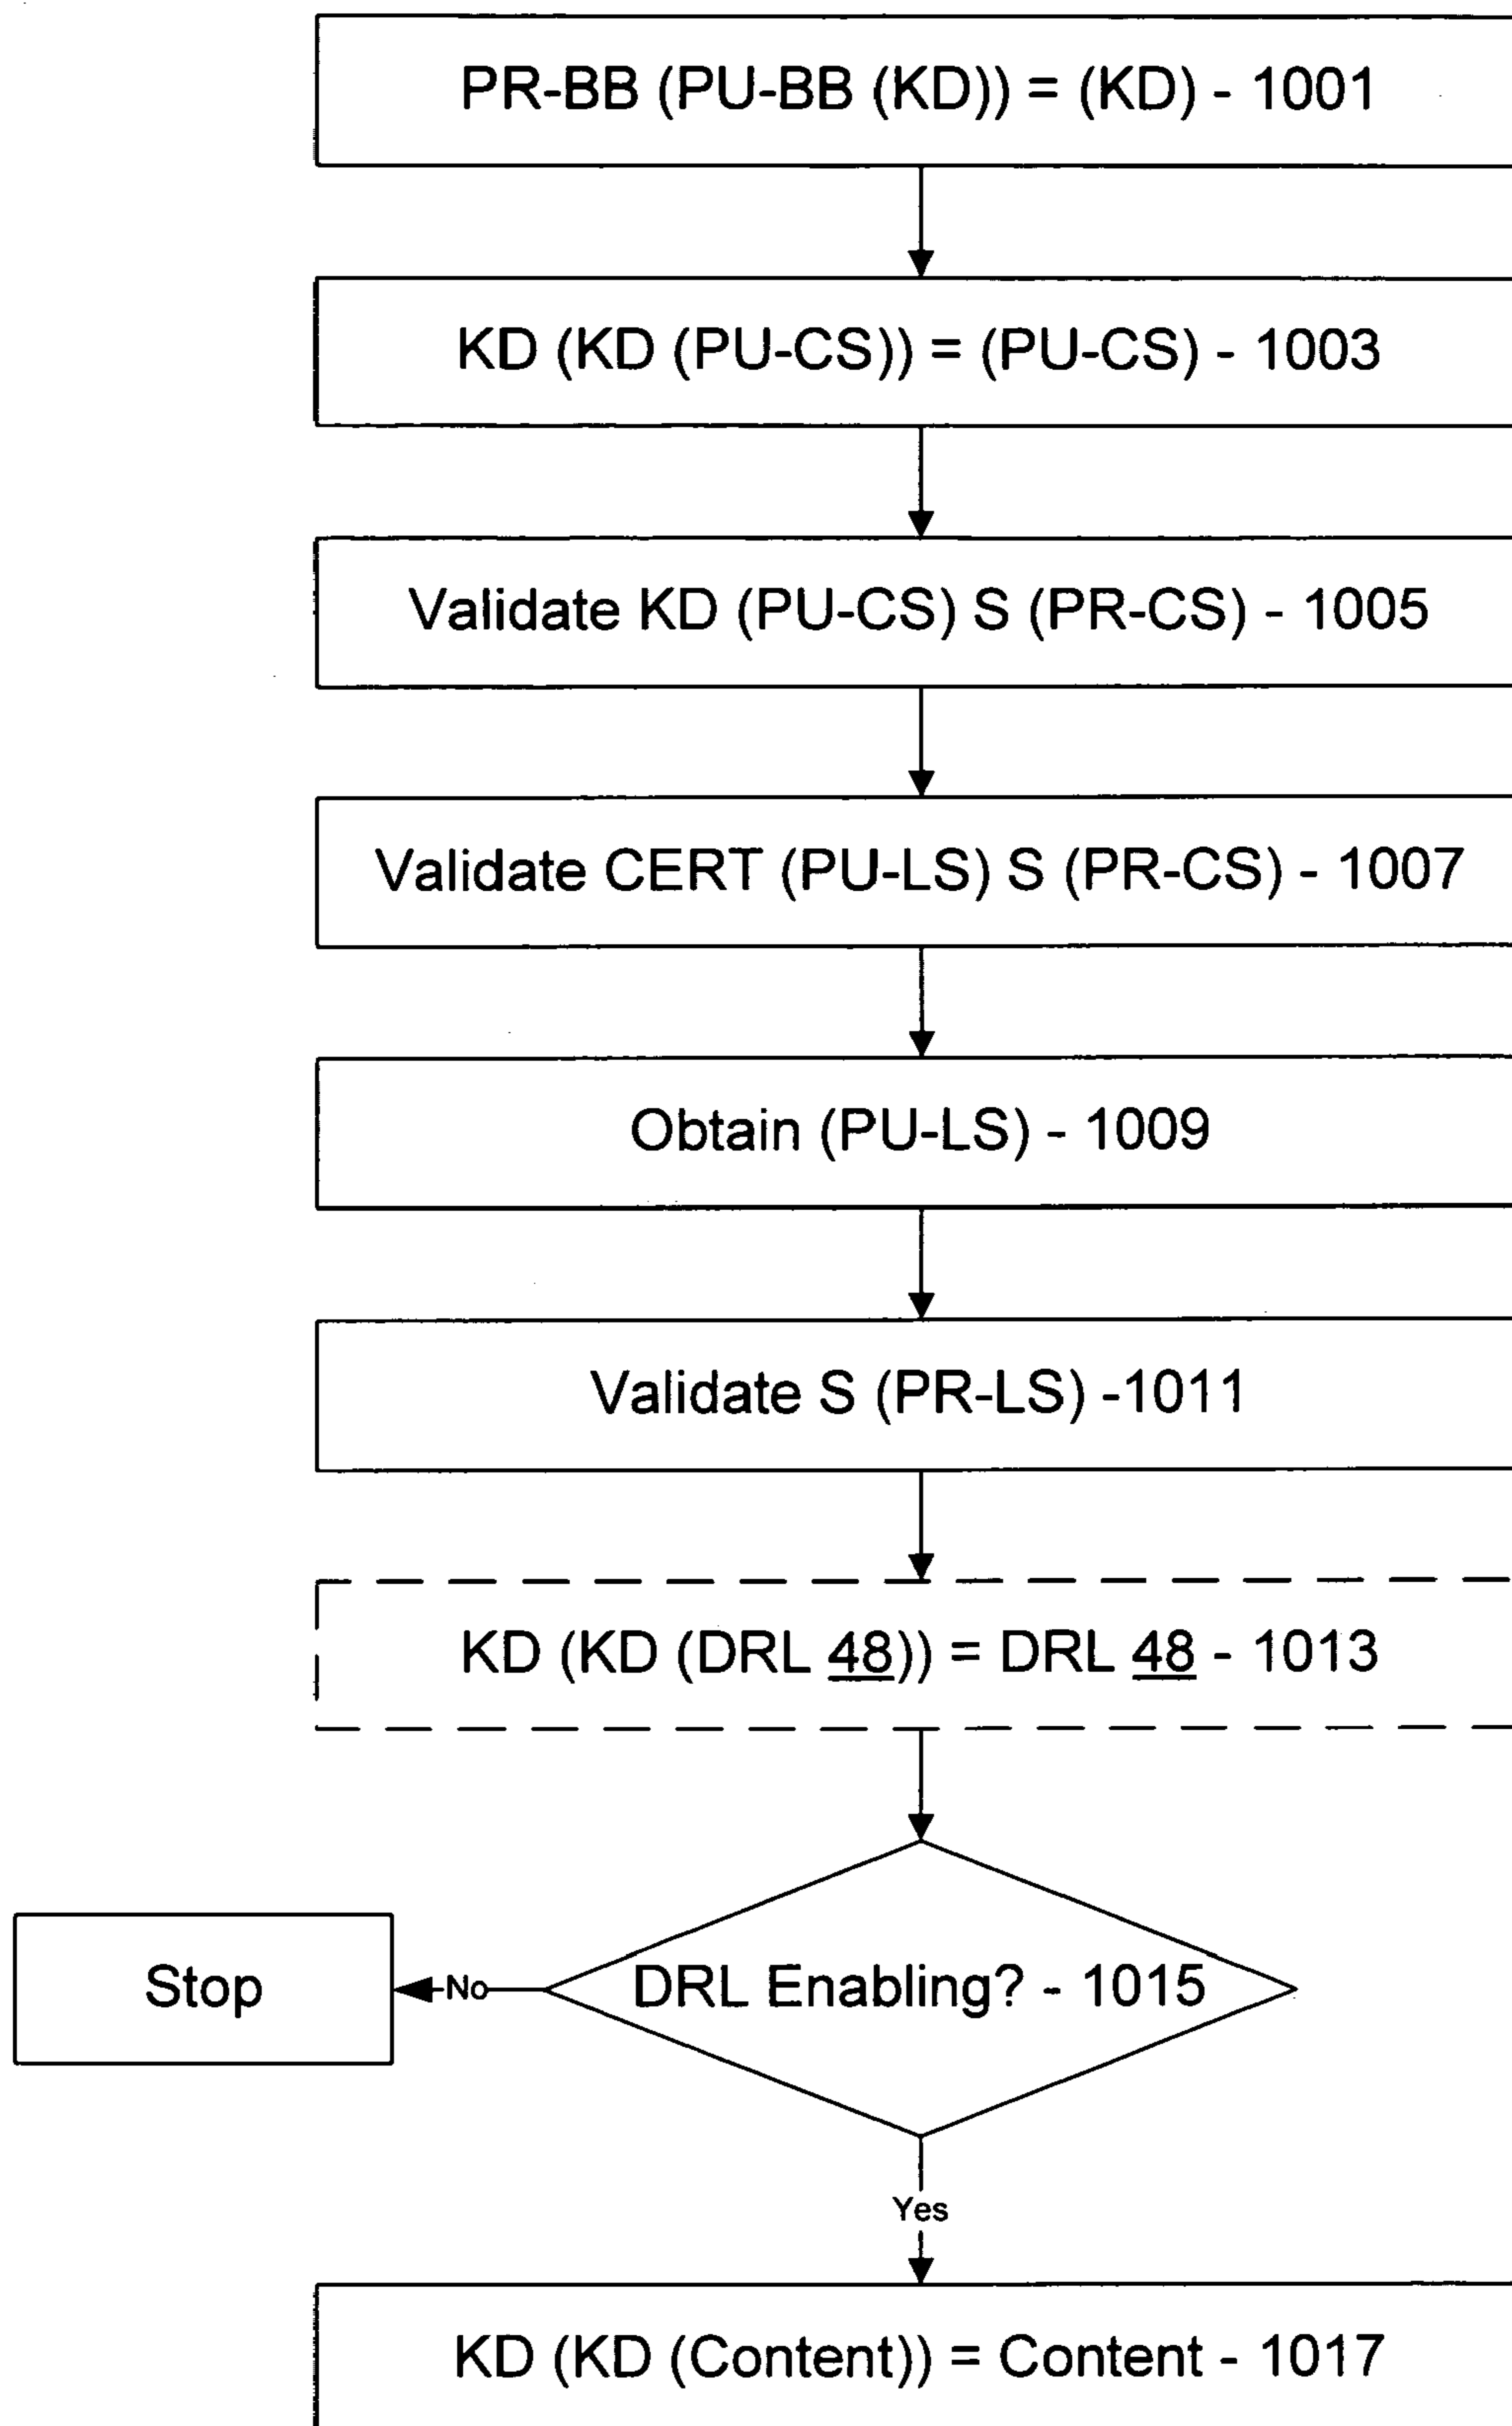 PR-BB (PU-BB (KD)) = (KD) - 1001
KD (KD (PU-CS)) = (PU-CS) - 1003
Validate KD (PU-CS) S (PR-CS) - 1005
Validate CERT (PU-LS) S (PR-CS) - 1007
Obtain (PU-LS) - 1009
Validate S (PR-LS) -1011
KD (KD (DRL 48)) = DRL 48 - 1013
DRL Enabling? - 1015
No
Stop
Yes
KD (KD (Content)) = Content - 1017